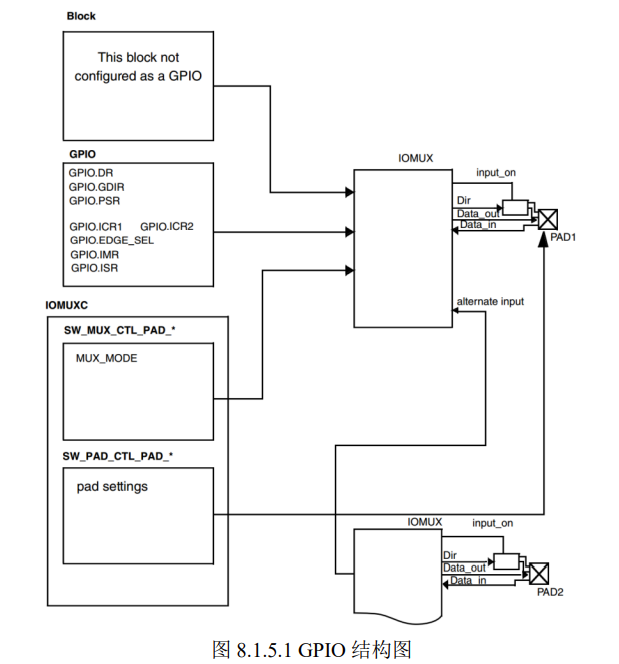 Block
This block not
configured as a GPIO
GPIO
GPIO.DR
GPIO.GDIR
GPIO.PSR
GPIO.ICR1 GPIO.ICR2
GPIO.EDGE_SEL
GPIO.IMR
GPIO.ISR
IOMUX
input_on
Dir
Data_out
Data_in
PAD1
alternate input
IOMUXC
SW_MUX_CTL_PAD_*
MUX_MODE
SW_PAD_CTL_PAD_*
pad settings
IOMUX
input_on
Dir
Data_out
Data_in
PAD2
图 8.1.5.1 GPIO 结构图